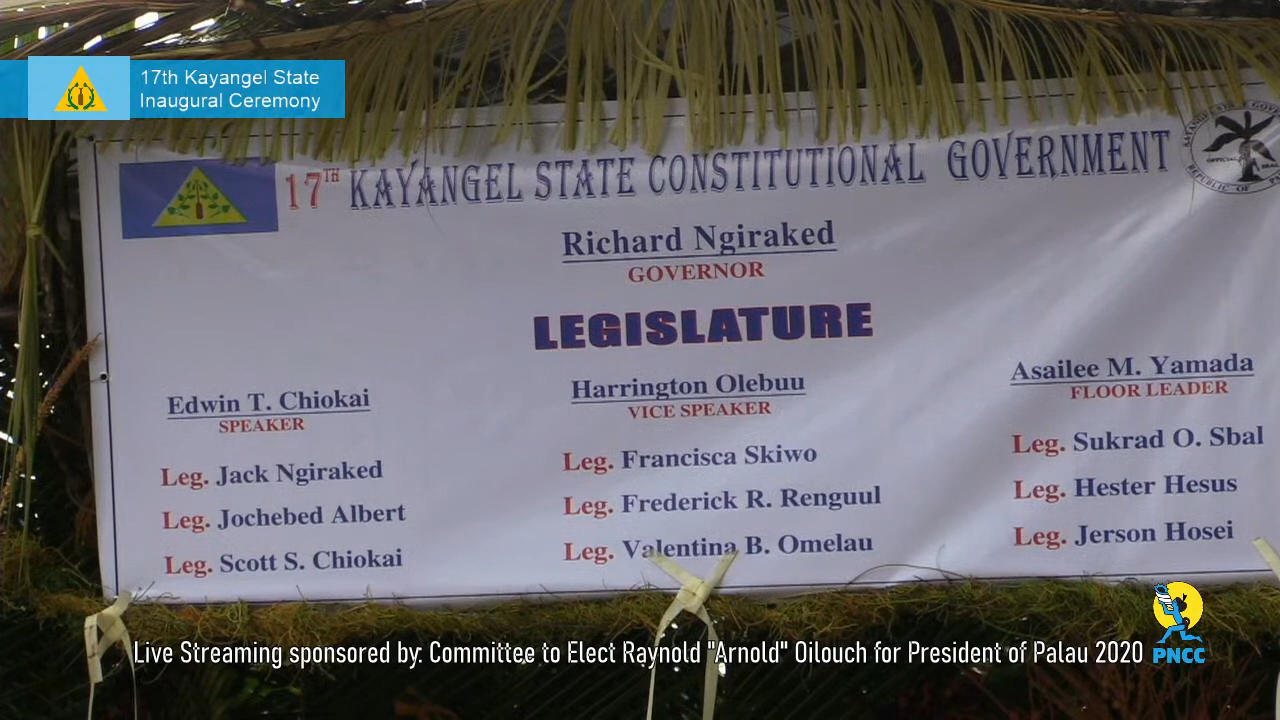 17th Kayangel State
Inaugural Ceremony
17TH KAYANGEL STATE CONSTITUTIONAL GOVERNMENT
OFFICIAL
REPUBLIC OF
Richard Ngiraked
GOVERNOR
LEGISLATURE
Edwin T. Chiokai
SPEAKER
Leg. Jack Ngiraked
Leg. Jochebed Albert
Leg. Scott S. Chiokai
Harrington Olebuu
VICE SPEAKER
Leg. Francisca Skiwo
Leg. Frederick R. Renguul
Leg. Valentina B. Omelau
Asailee M. Yamada
FLOOR LEADER
Leg. Sukrad O. Sbal
Leg. Hester Hesus
Leg. Jerson Hosei
Live Streaming sponsored by: Committee to Elect Raynold "Arnold" Oilouch for President of Palau 2020
PNCC